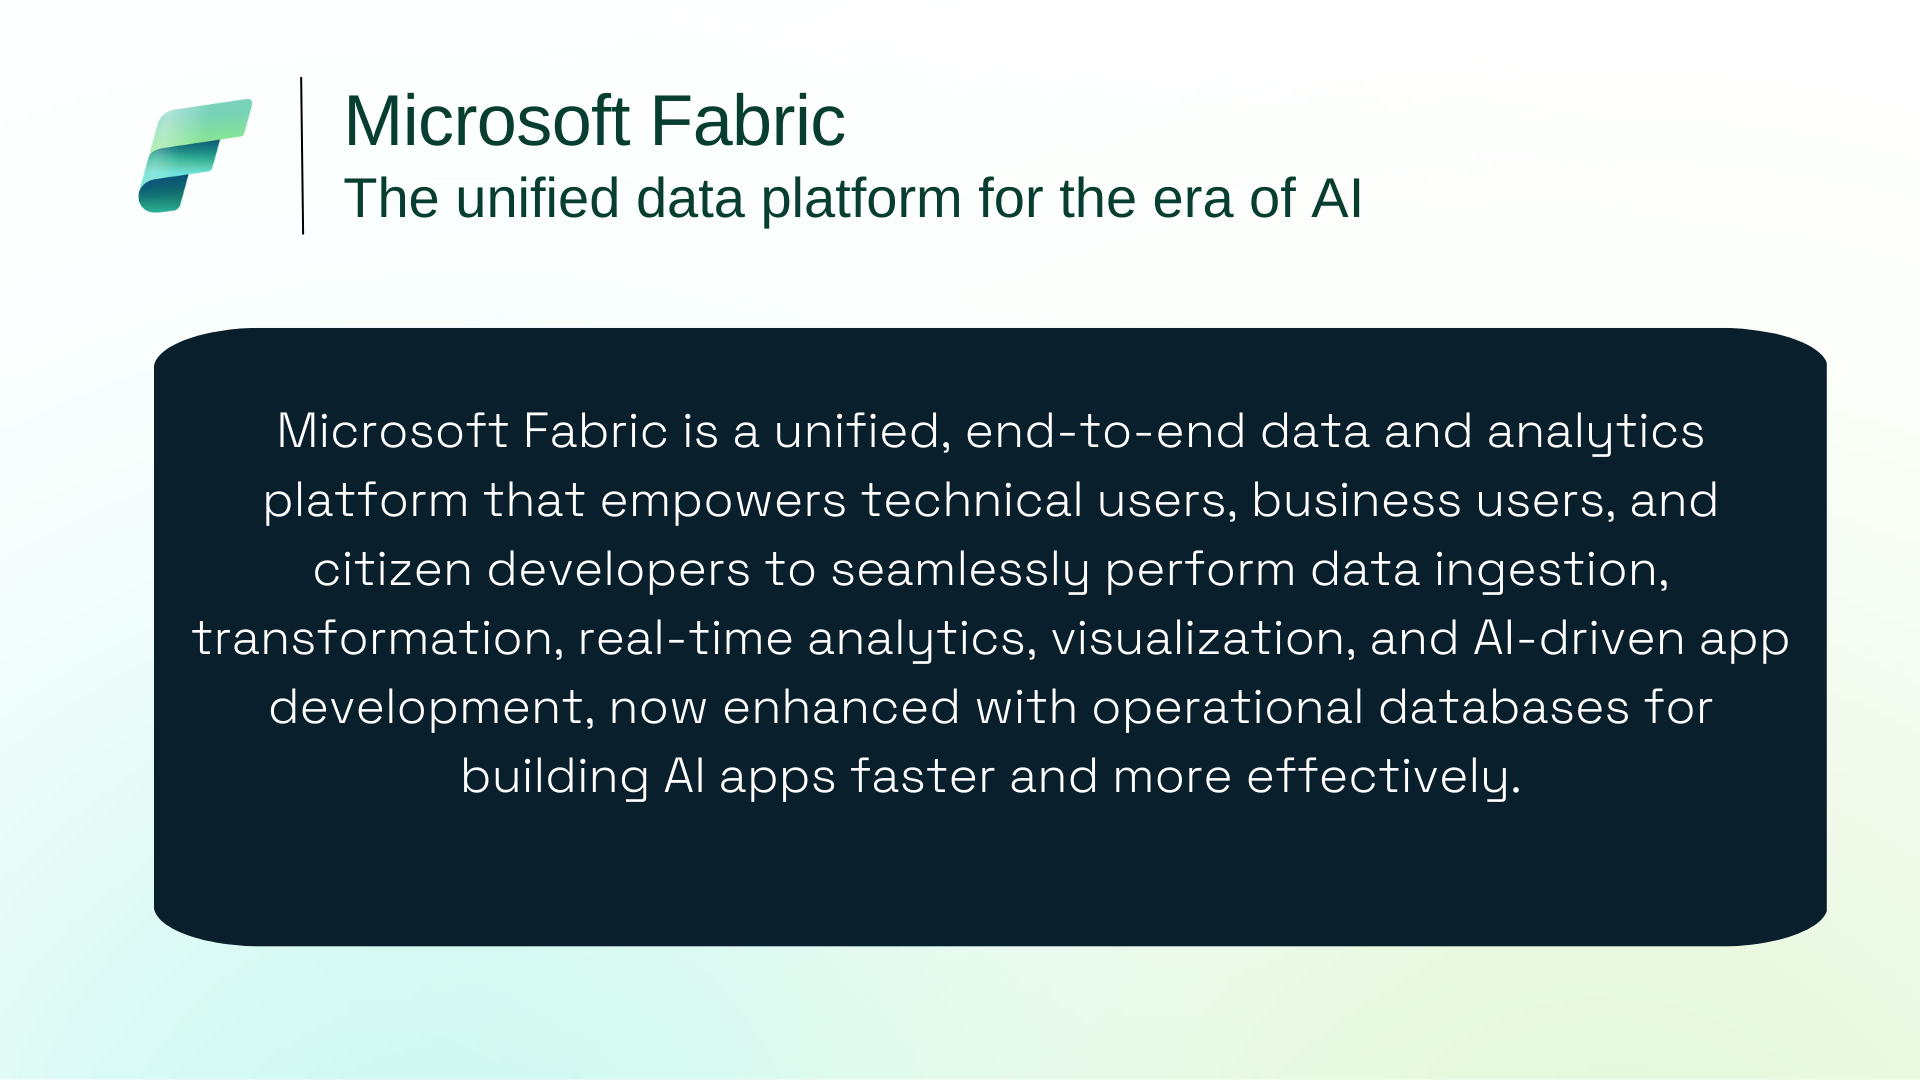 Microsoft Fabric
The unified data platform for the era of AI
Microsoft Fabric is a unified, end-to-end data and analytics
platform that empowers technical users, business users, and
citizen developers to seamlessly perform data ingestion,
transformation, real-time analytics, visualization, and AI-driven app
development, now enhanced with operational databases for
building AI apps faster and more effectively.